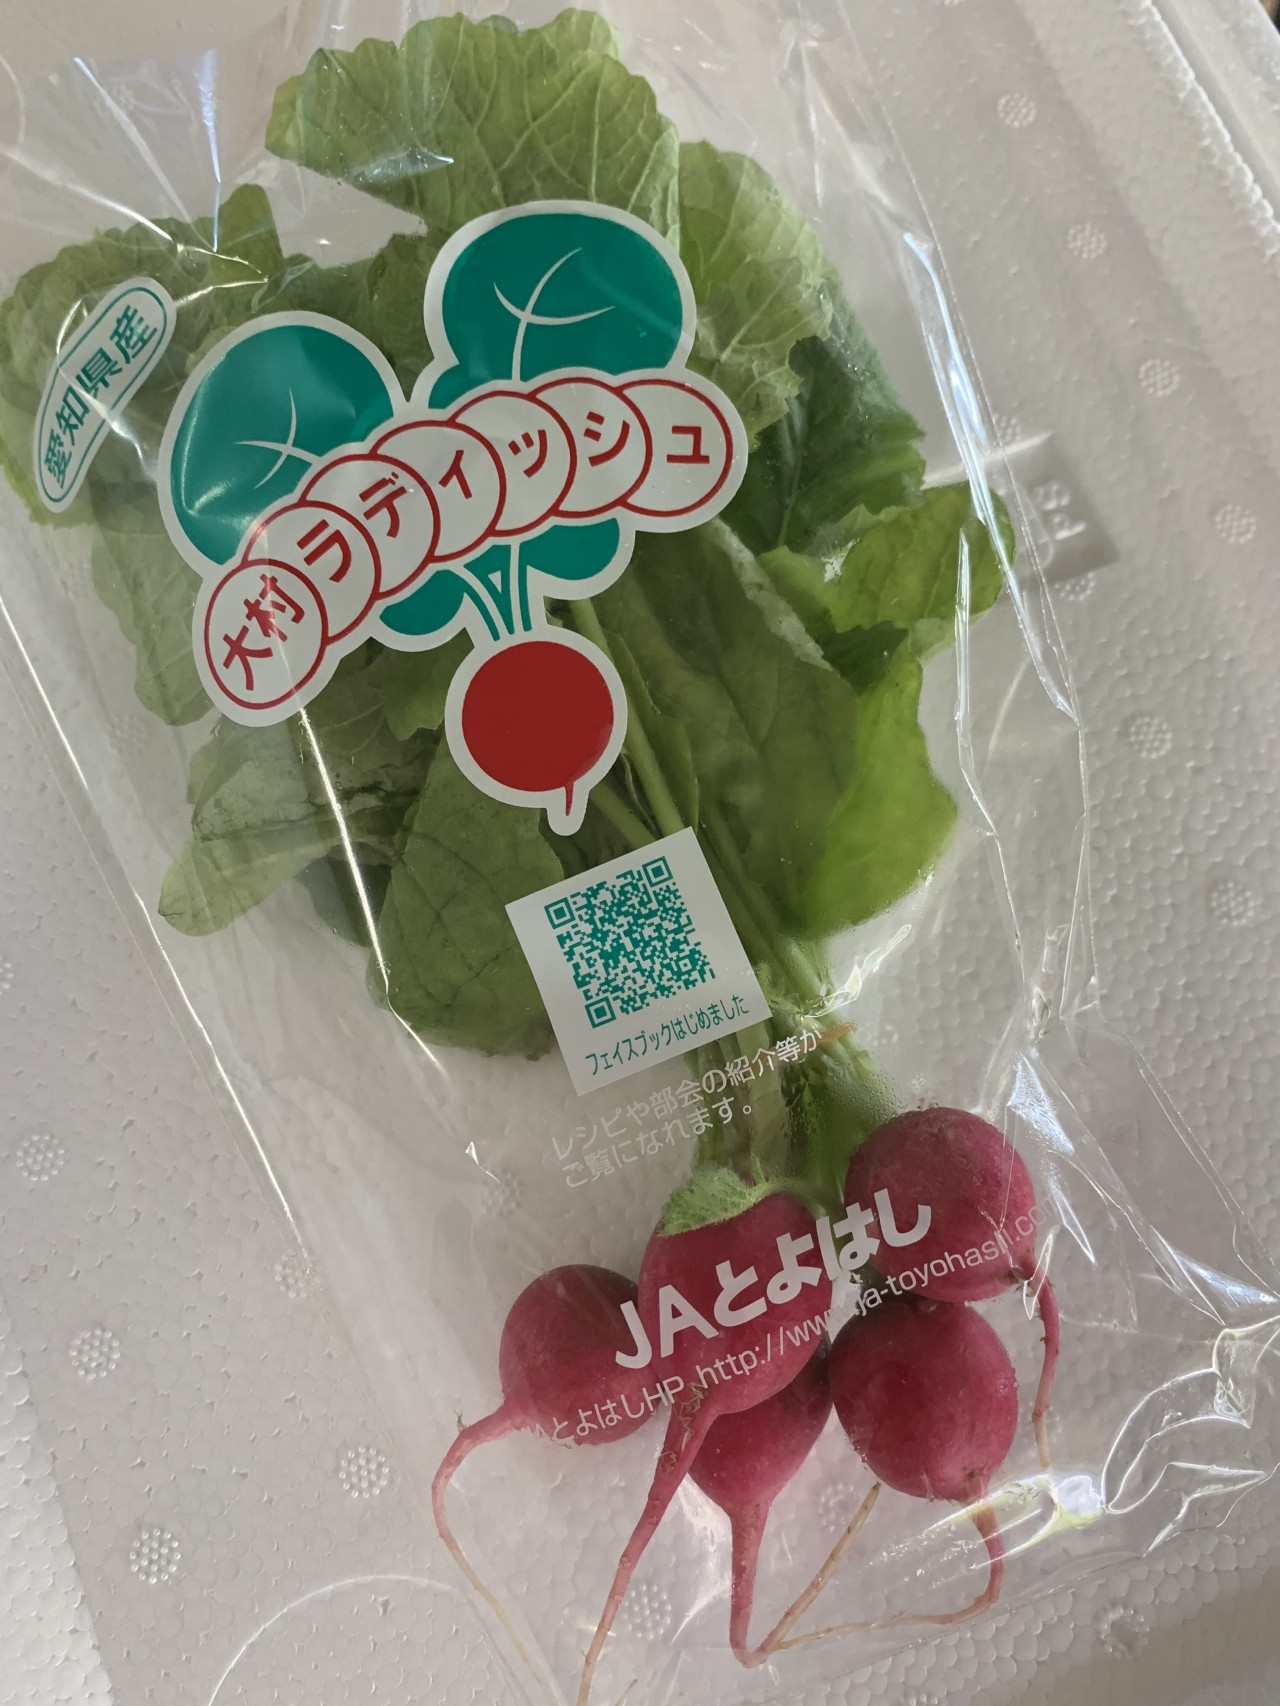 愛知県産
大村ラディッシュ
フェイスブックはじめました
レシピや部会の紹介等が
ご覧になれます。
JAとよはし
JAとよはしHP http://www.ja-toyohashi.com